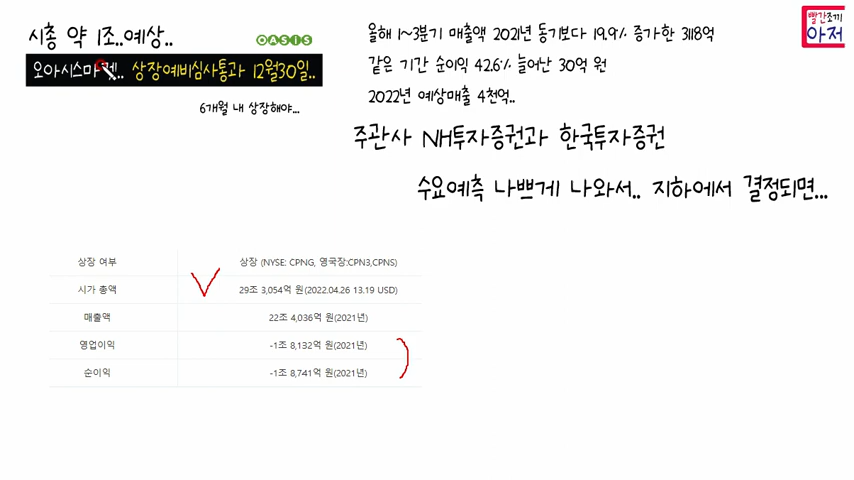 시총 약 1조..예상..
OASIS
오아시스마켓.. 상장예비심사통과 12월30일..
6개월 내 상장해야...
올해 1~3분기 매출액 2021년 동기보다 19.9% 증가한 3118억
같은 기간 순이익 42.6% 늘어난 30억 원
2022년 예상매출 4천억..
주관사 NH투자증권과 한국투자증권
수요예측 나쁘게 나와서.. 지하에서 결정되면...
빨간조끼
아저
상장 여부 상장 (NYSE: CPNG, 영국장:CPN3,CPNS)
시가 총액 29조 3,054억 원(2022.04.26 13.19 USD)
매출액 22조 4,036억 원(2021년)
영업이익 -1조 8,132억 원(2021년)
순이익 -1조 8,741억 원(2021년)